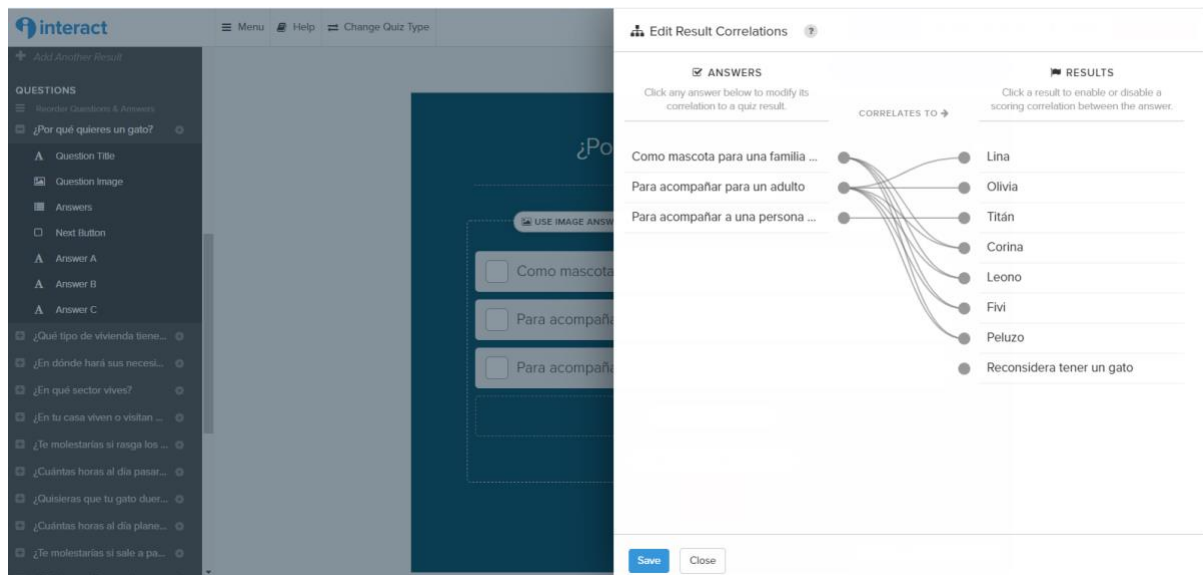 interact
Menu Help Change Quiz Type
Add Another Result
QUESTIONS
Reorder Questions & Answers
¿Por qué quieres un gato?
A Question Title
Question Image
Answers
Next Button
A Answer A
A Answer B
A Answer C
¿Qué tipo de vivienda tiene...
¿En dónde hará sus necesi...
¿En qué sector vives?
¿En tu casa viven o visitan ...
¿Te molestarías si rasga los ...
¿Cuántas horas al día pasar...
¿Quisieras que tu gato duer...
¿Cuántas horas al día plane...
¿Te molestarías si sale a pa...
¿Po
USE IMAGE ANSW
Como mascota
Para acompaña
Para acompaña
Edit Result Correlations ?
ANSWERS
Click any answer below to modify its
correlation to a quiz result.
CORRELATES TO →
RESULTS
Click a result to enable or disable a
scoring correlation between the answer.
Como mascota para una familia ...
Para acompañar para un adulto
Para acompañar a una persona ...
Lina
Olivia
Titán
Corina
Leono
Fivi
Peluzo
Reconsidera tener un gato
Save
Close